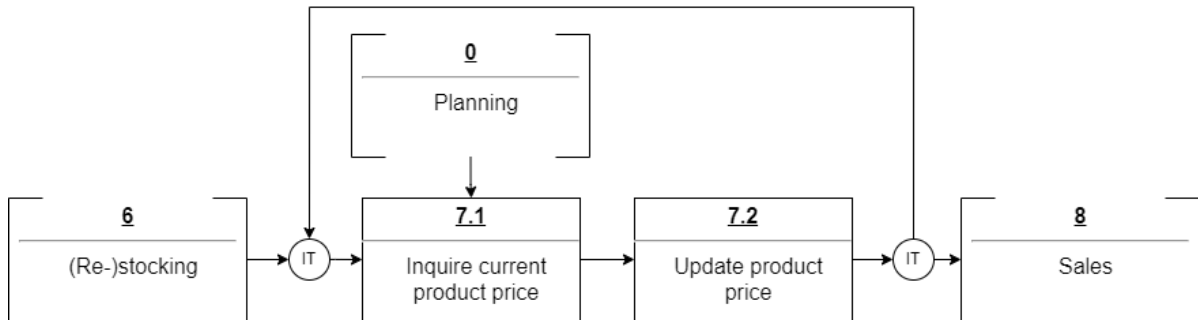 0
Planning
6
(Re-)stocking
IT
7.1
Inquire current
product price
7.2
Update product
price
IT
8
Sales